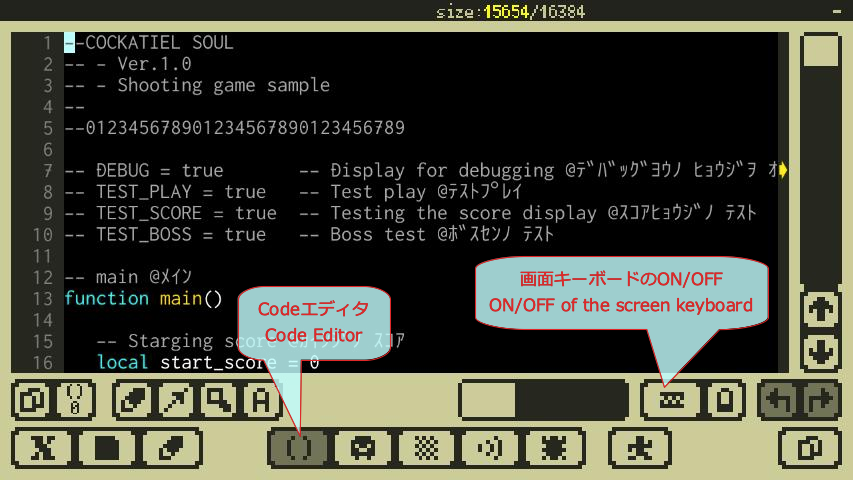 size:15654/16384
1 --COCKATIEL SOUL
2 -- - Ver.1.0
3 -- - Shooting game sample
4 --
5 --01234567890123456789012345​6789
6
7 -- DEBUG = true -- Display for debugging @ﾃﾞﾊﾞｯｸﾞﾖｳﾉ ﾋｮｳｼﾞｦ ｵ
8 -- TEST_PLAY = true -- Test play @ﾃｽﾄﾌﾟﾚｲ
9 -- TEST_SCORE = true -- Testing the score display @ｽｺｱﾋｮｳｼﾞﾉ ﾃｽﾄ
10 -- TEST_BOSS = true -- Boss test @ﾎﾞｽｾﾝﾉ ﾃｽﾄ
11
12 -- main @ﾒｲﾝ
13 function main()
14
15 -- Starging ｽｺｱ
16 local start_score = 0
画面キーボードのON/OFF
ON/OFF of the screen keyboard
Codeエディタ
Code Editor
0
A
X
( )